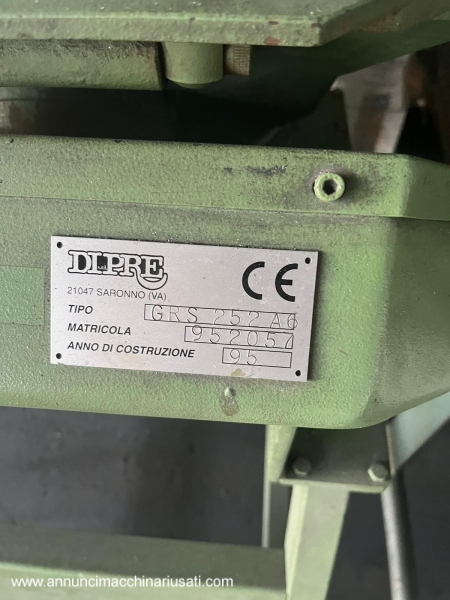 DIPRE s.r.l.
CE
21047 SARONNO (VA)
TIPO GRS 252 A6
MATRICOLA 952057
ANNO DI COSTRUZIONE 95
www.annuncimacchinariusati.com